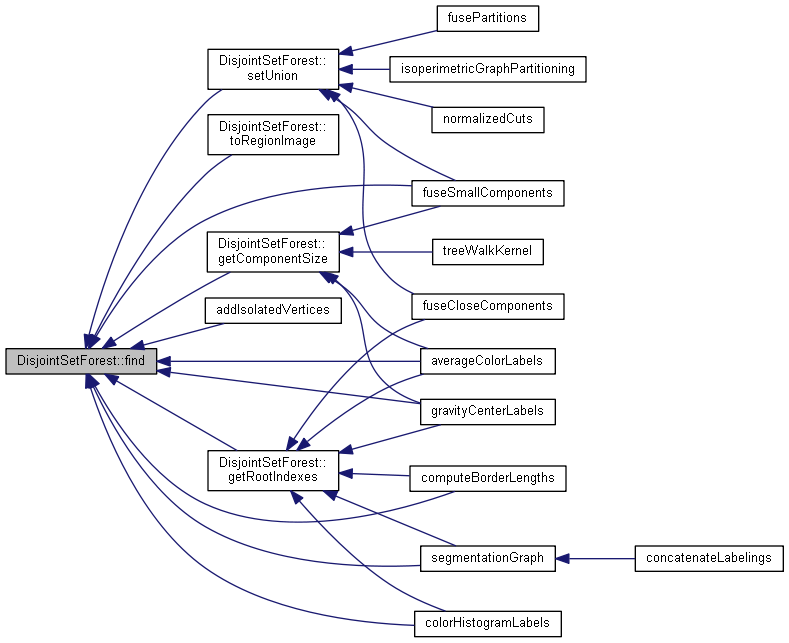 fusePartitions
DisjointSetForest::
setUnion
isoperimetricGraphPartitioning
normalizedCuts
DisjointSetForest::
toRegionImage
fuseSmallComponents
DisjointSetForest::
getComponentSize
treeWalkKernel
addIsolatedVertices
fuseCloseComponents
DisjointSetForest::find
averageColorLabels
gravityCenterLabels
DisjointSetForest::
getRootIndexes
computeBorderLengths
segmentationGraph
concatenateLabelings
colorHistogramLabels